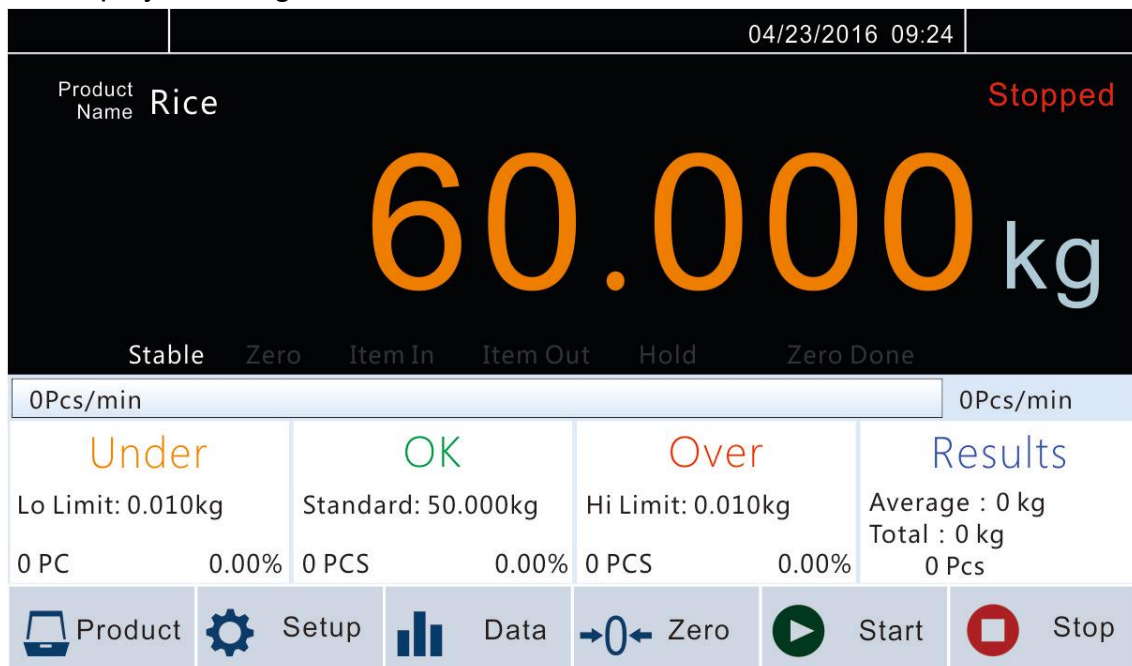 04/23/2016 09:24
Product Name Rice
Stopped
60.000 kg
Stable Zero Item In Item Out Hold Zero Done
0Pcs/min 0Pcs/min
Under
Lo Limit: 0.010kg
0 PC 0.00%
OK
Standard: 50.000kg
0 PCS 0.00%
Over
Hi Limit: 0.010kg
0 PCS 0.00%
Results
Average : 0 kg
Total : 0 kg
0 Pcs
Product Setup Data →0← Zero Start Stop